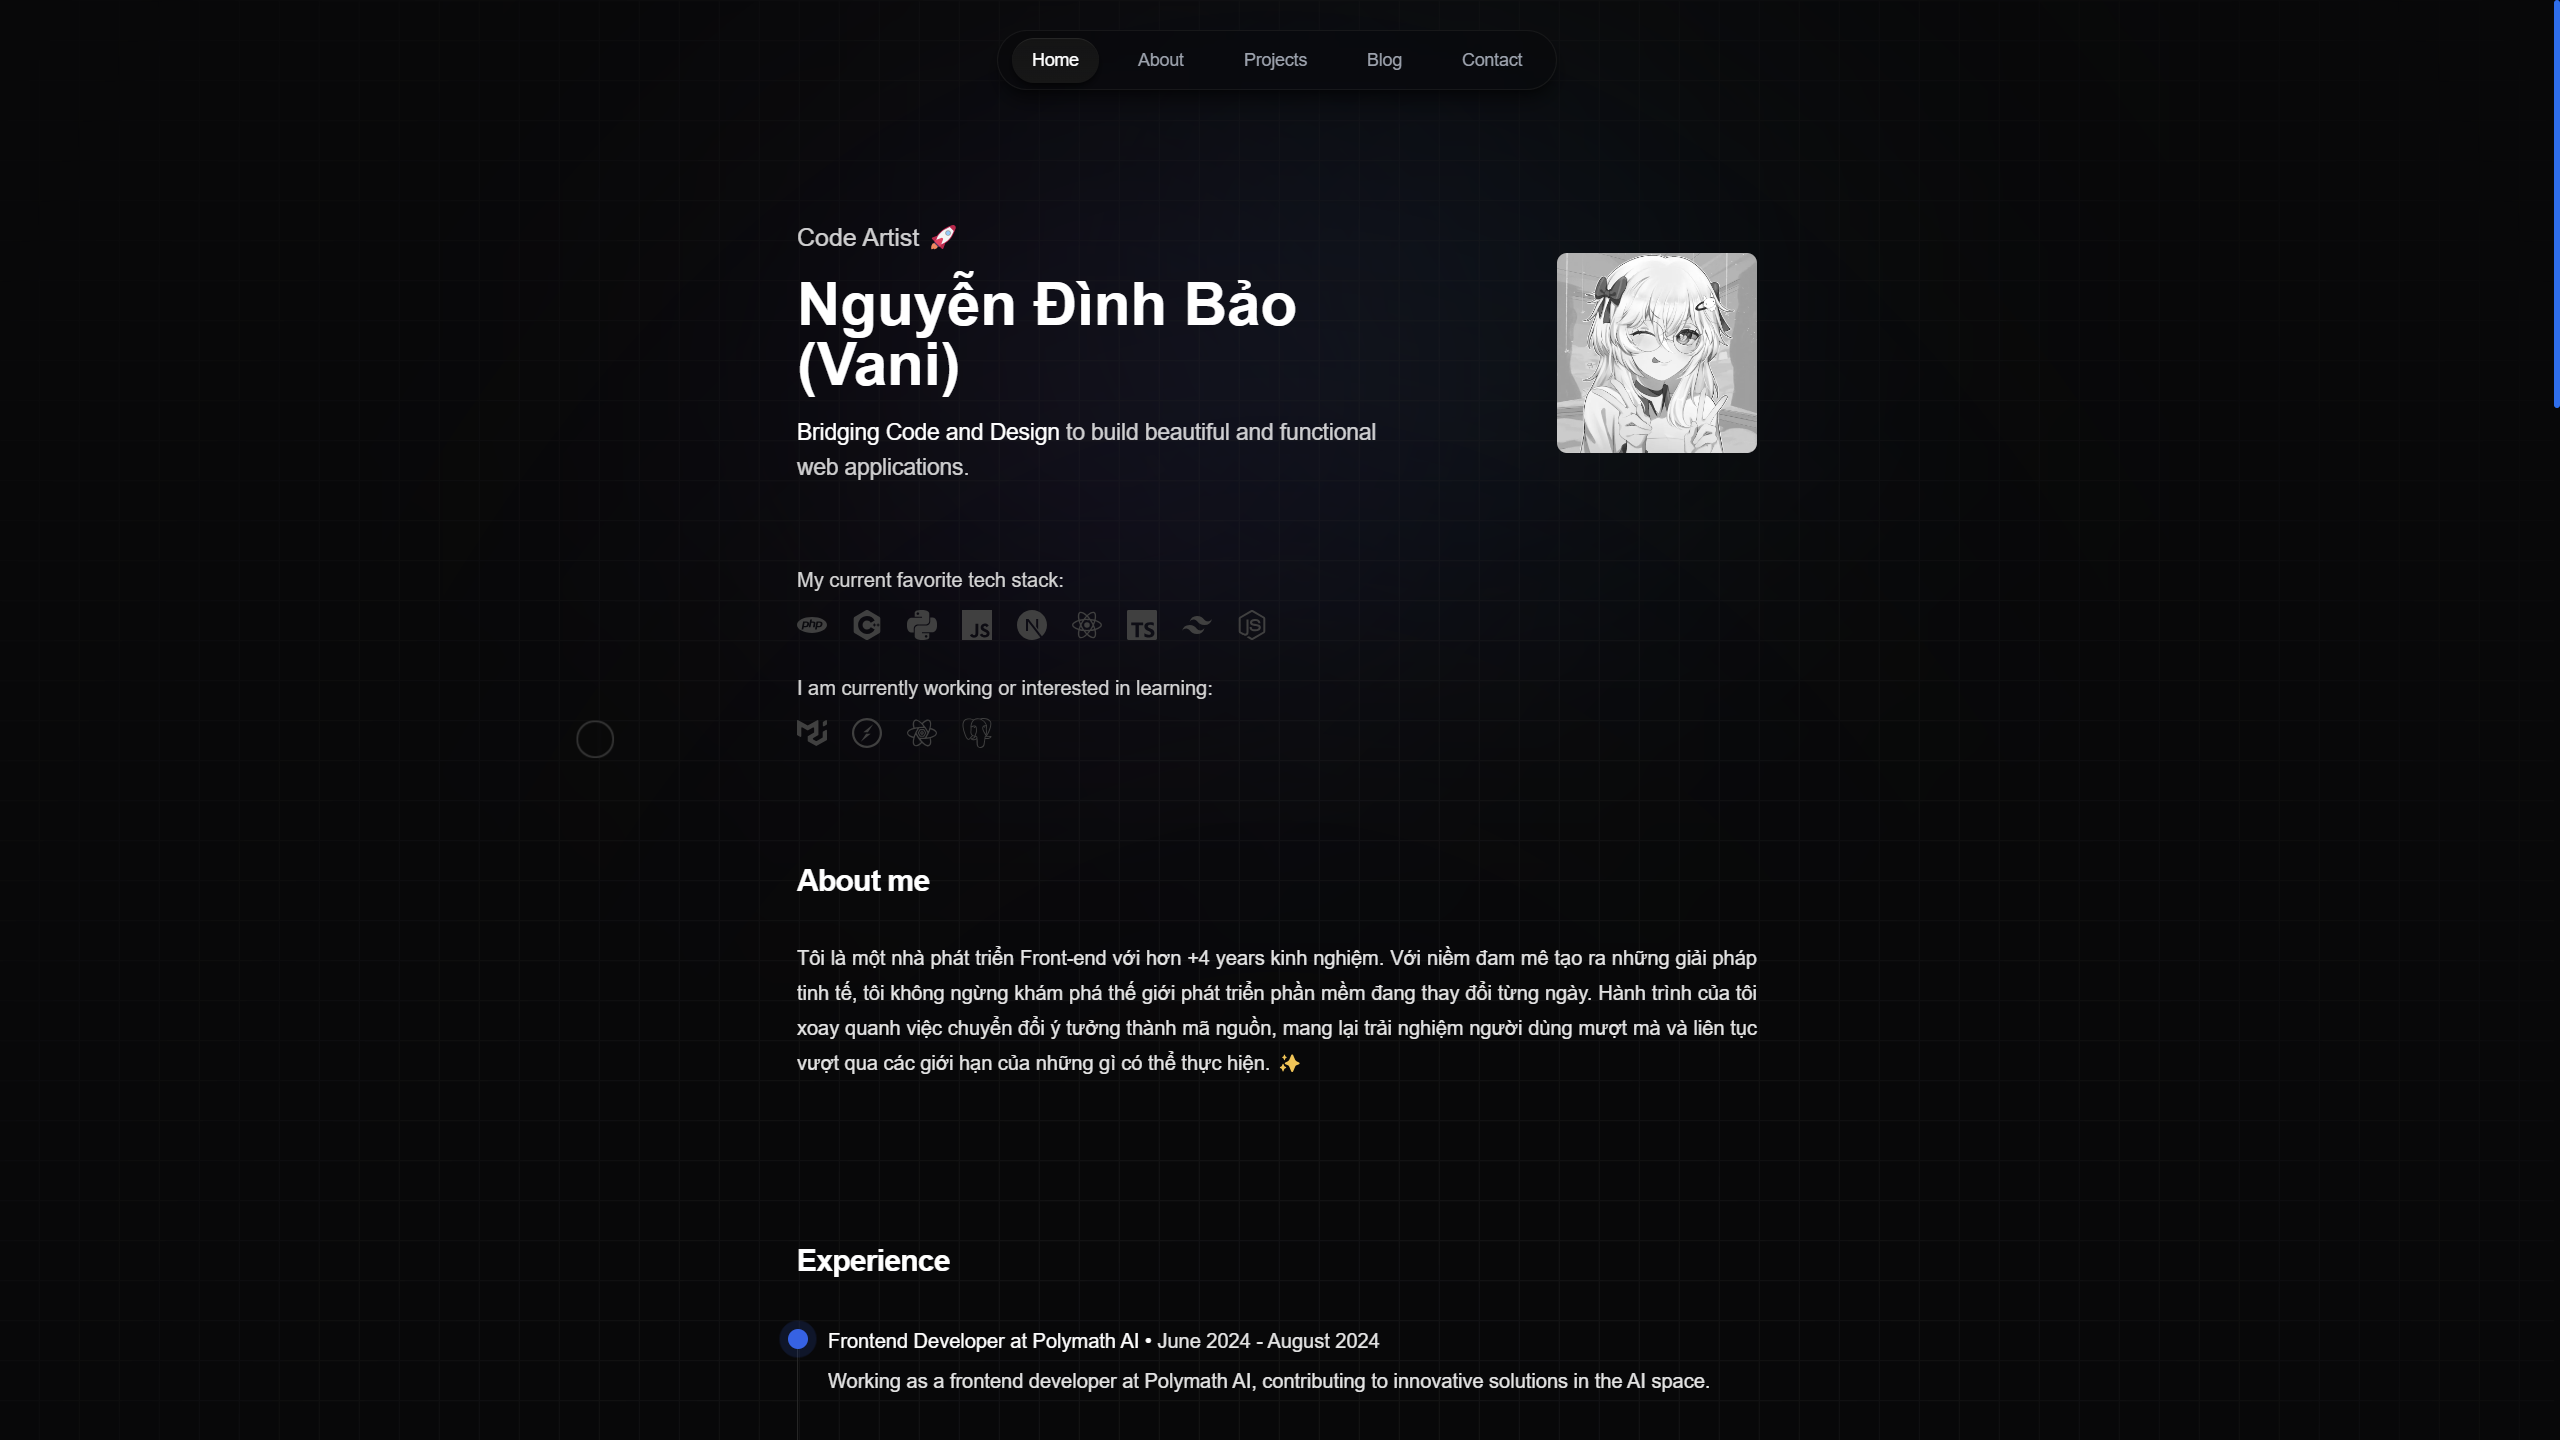 Home About Projects Blog Contact
Code Artist 🚀
Nguyễn Đình Bảo
(Vani)
Bridging Code and Design to build beautiful and functional
web applications.
My current favorite tech stack:
php C JS N TS JS
I am currently working or interested in learning:
About me
Tôi là một nhà phát triển Front-end với hơn +4 years kinh nghiệm. Với niềm đam mê tạo ra những giải pháp
tinh tế, tôi không ngừng khám phá thế giới phát triển phần mềm đang thay đổi từng ngày. Hành trình của tôi
xoay quanh việc chuyển đổi ý tưởng thành mã nguồn, mang lại trải nghiệm người dùng mượt mà và liên tục
vượt qua các giới hạn của những gì có thể thực hiện. ✨
Experience
Frontend Developer at Polymath AI • June 2024 - August 2024
Working as a frontend developer at Polymath AI, contributing to innovative solutions in the AI space.